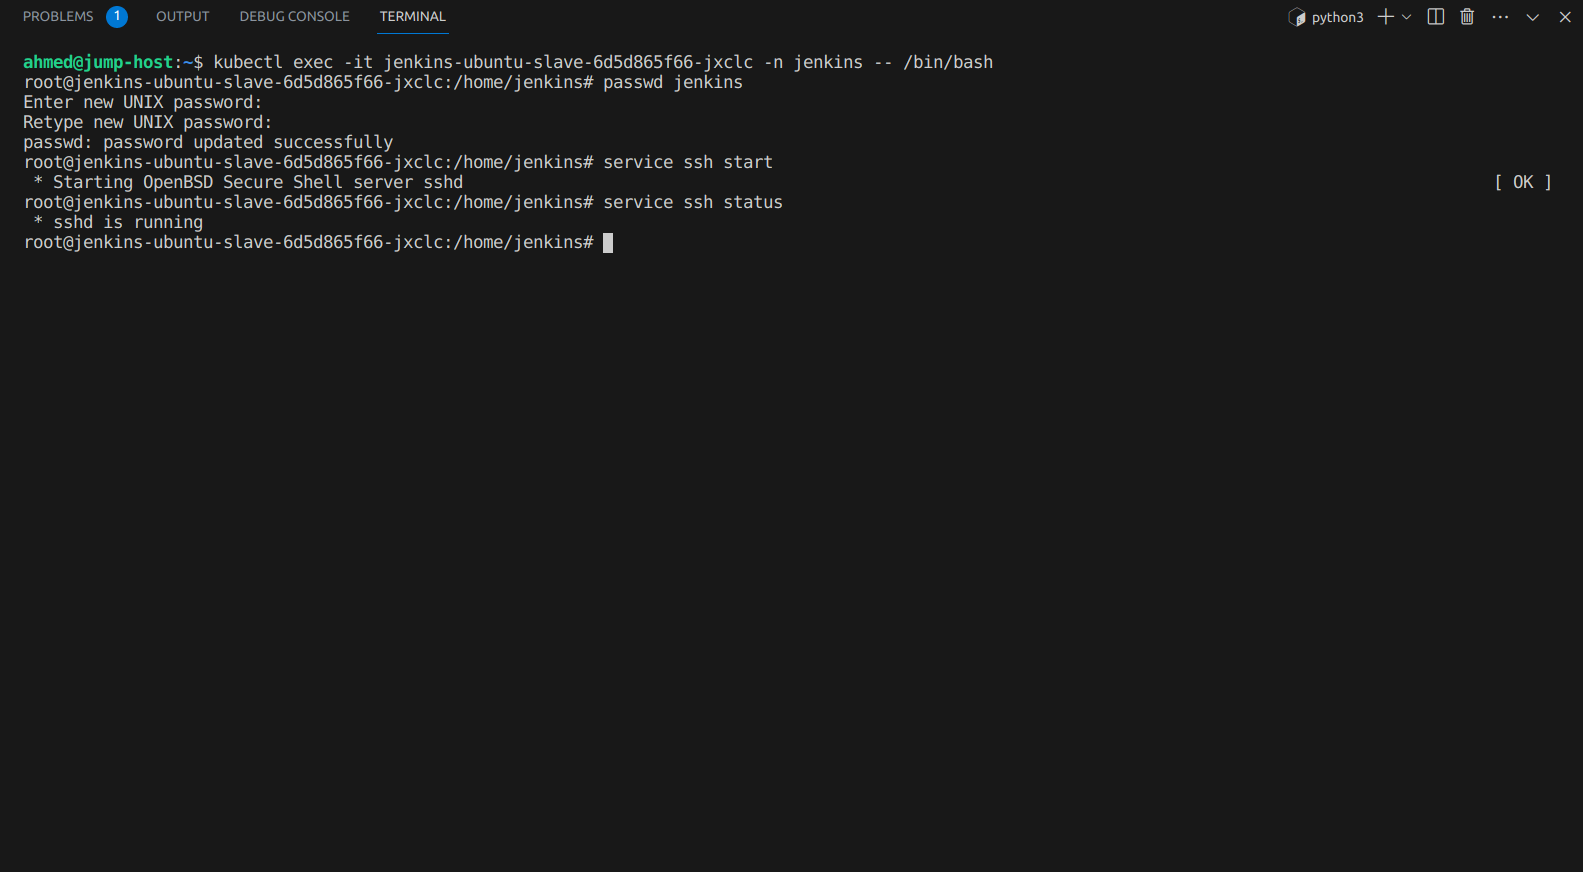 PROBLEMS 1 OUTPUT DEBUG CONSOLE TERMINAL python3
ahmed@jump-host:~$ kubectl exec -it jenkins-ubuntu-slave-6d5d865f66-jxclc -n jenkins -- /bin/bash
root@jenkins-ubuntu-slave-6d5d865f66-jxclc:/home/jenkins# passwd jenkins
Enter new UNIX password:
Retype new UNIX password:
passwd: password updated successfully
root@jenkins-ubuntu-slave-6d5d865f66-jxclc:/home/jenkins# service ssh start
 * Starting OpenBSD Secure Shell server sshd [ OK ]
root@jenkins-ubuntu-slave-6d5d865f66-jxclc:/home/jenkins# service ssh status
 * sshd is running
root@jenkins-ubuntu-slave-6d5d865f66-jxclc:/home/jenkins#